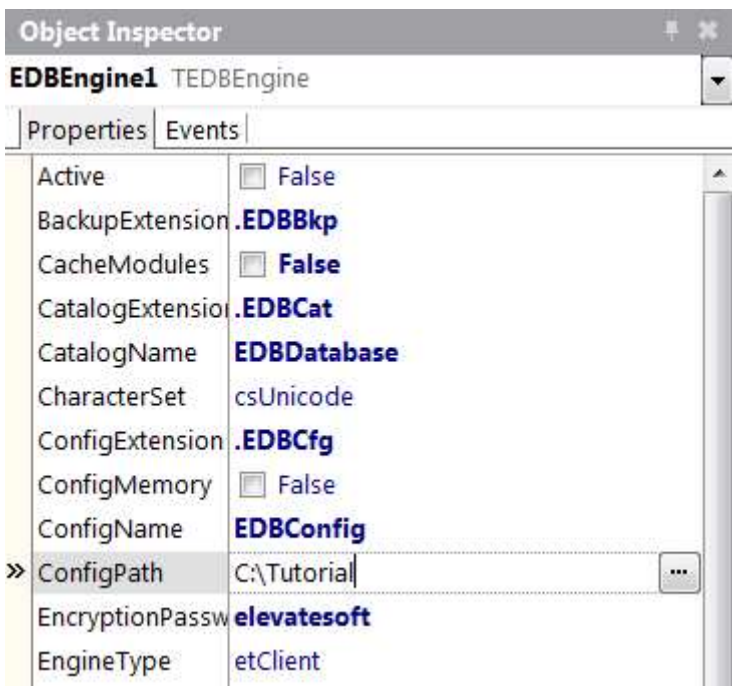 Object Inspector
EDBEngine1 TEDBEngine
Properties Events
Active False
BackupExtension .EDBBkp
CacheModules False
CatalogExtensio .EDBCat
CatalogName EDBDatabase
CharacterSet csUnicode
ConfigExtension .EDBCfg
ConfigMemory False
ConfigName EDBConfig
» ConfigPath C:\Tutorial ...
EncryptionPassw elevatesoft
EngineType etClient